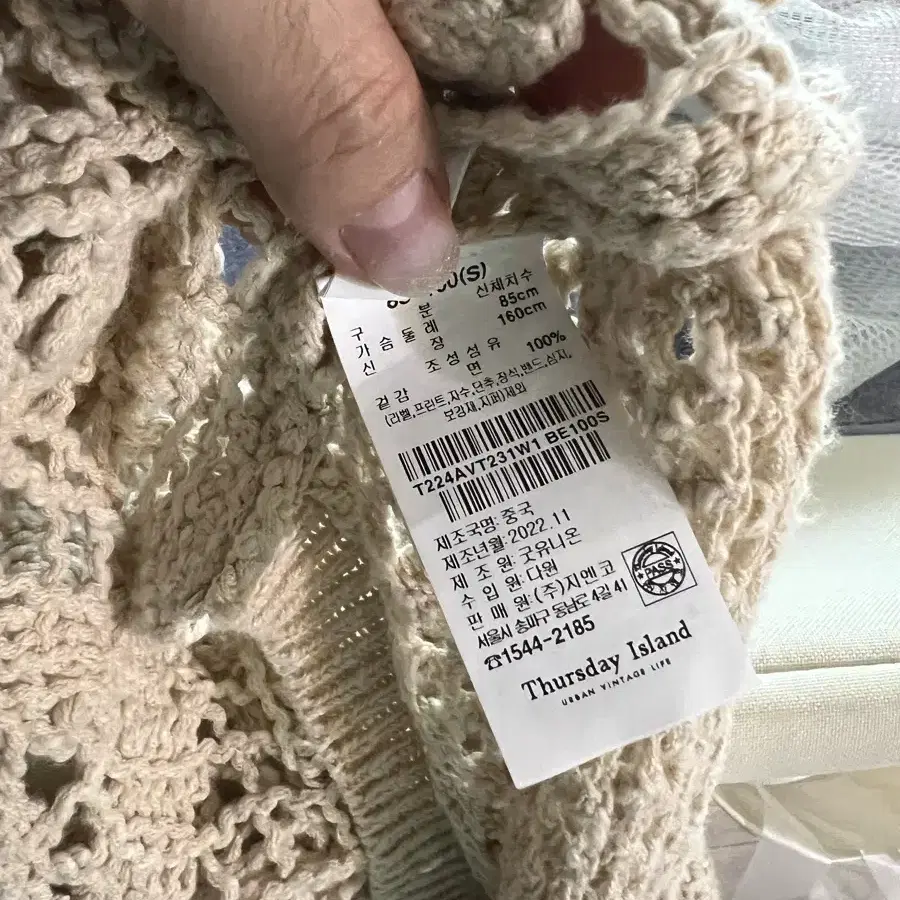 (S)
구 분 신체치수
가슴둘레 85cm
신 장 160cm
조성섬유
겉감 면 100%
(라벨,프린트,자수,단추,장식,밴드,심지,
보강재,지퍼)제외
T224AVT231W1 BE100S
제조국명: 중국
제조년월: 2022.11
제 조 원: 굿유니온
수 입 원: 다원
판 매 원: (주)지엔코
서울시 송파구 동남로 4길 41
☎1544-2185
PASS
Thursday Island
URBAN VINTAGE LIFE